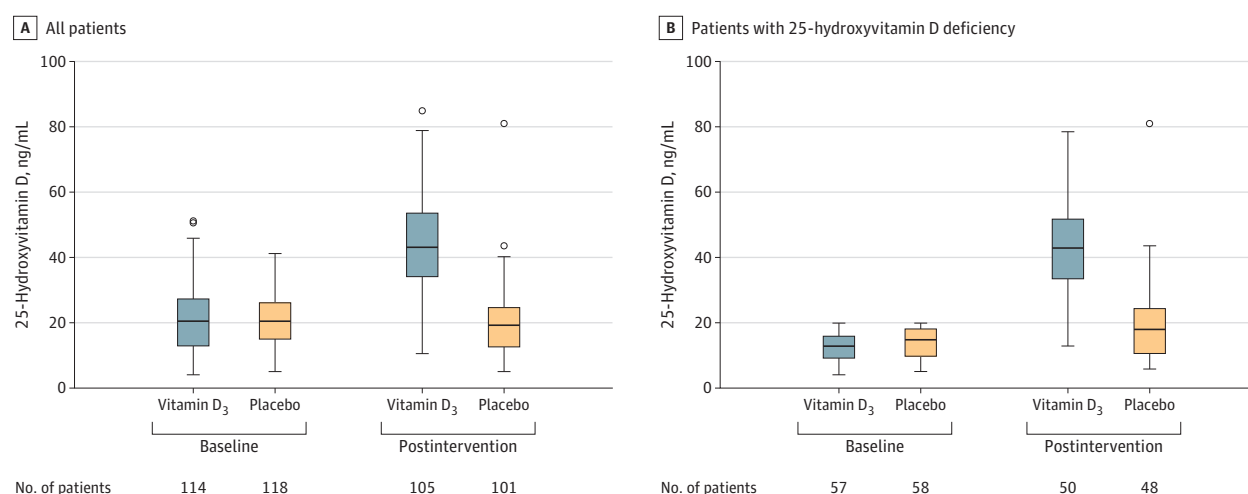 A All patients
100
80
60
40
20
0
25-Hydroxyvitamin D, ng/mL
Vitamin D3 Placebo Vitamin D3 Placebo
Baseline Postintervention
No. of patients 114 118 105 101
B Patients with 25-hydroxyvitamin D deficiency
100
80
60
40
20
0
25-Hydroxyvitamin D, ng/mL
Vitamin D3 Placebo Vitamin D3 Placebo
Baseline Postintervention
No. of patients 57 58 50 48